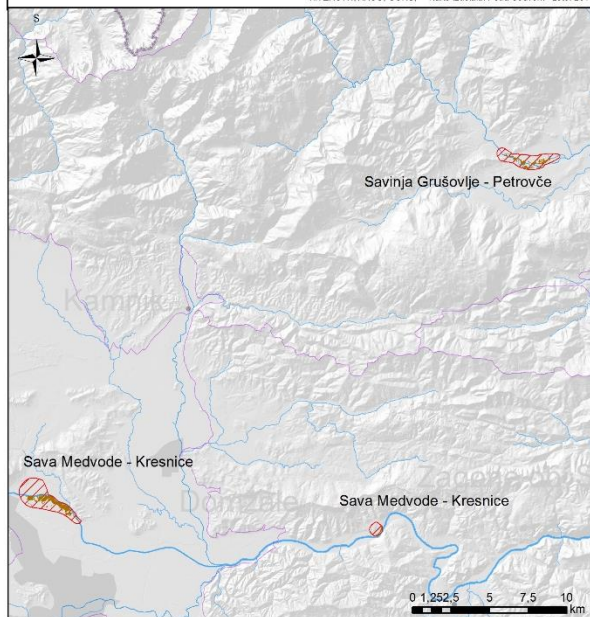 S
Savinja Grušovlje - Petrovče
Kamnik
Sava Medvode - Kresnice
Sava Medvode - Kresnice
0 1,252,5 5 7,5 10
km